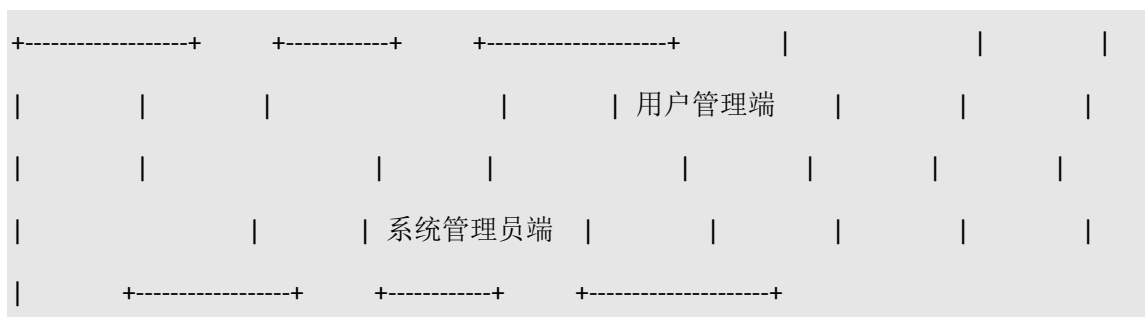 +-------------------+ +------------+ +---------------------+ | | |
| | | | | 用户管理端 | | |
| | | | | | | |
| | | 系统管理员端 | | | | |
| +------------------+ +------------+ +---------------------+